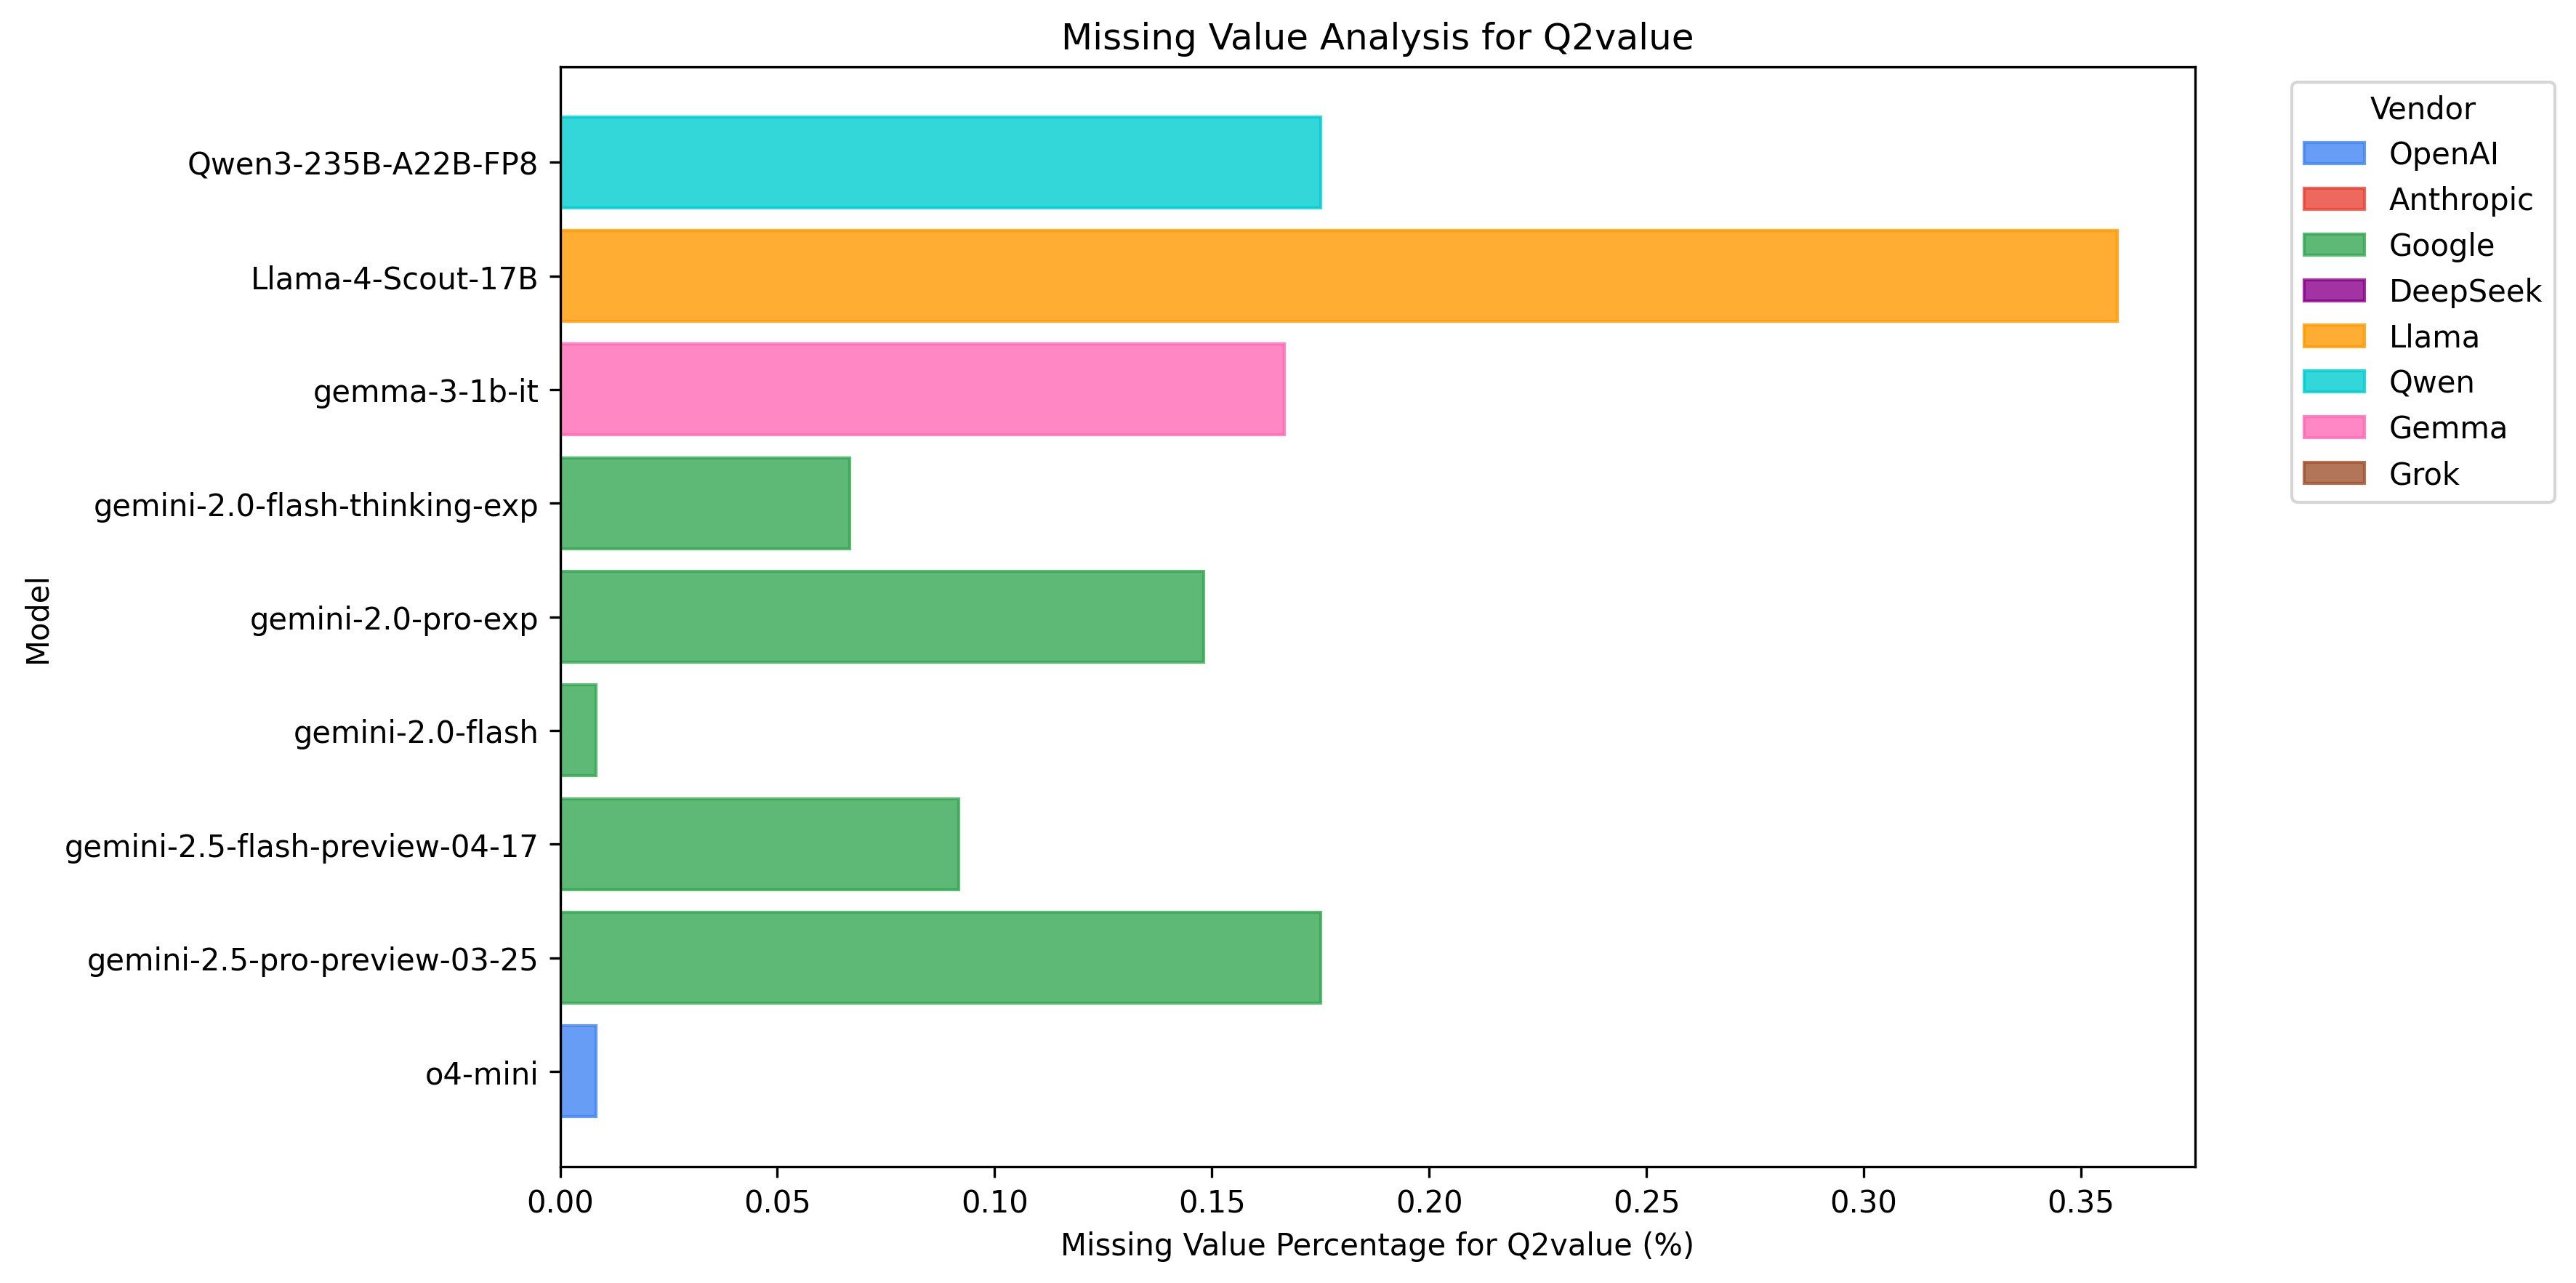 Missing Value Analysis for Q2value
Qwen3-235B-A22B-FP8
Llama-4-Scout-17B
gemma-3-1b-it
gemini-2.0-flash-thinking-exp
gemini-2.0-pro-exp
gemini-2.0-flash
gemini-2.5-flash-preview-04-17
gemini-2.5-pro-preview-03-25
o4-mini
Model
0.00 0.05 0.10 0.15 0.20 0.25 0.30 0.35
Missing Value Percentage for Q2value (%)
Vendor
OpenAI
Anthropic
Google
DeepSeek
Llama
Qwen
Gemma
Grok